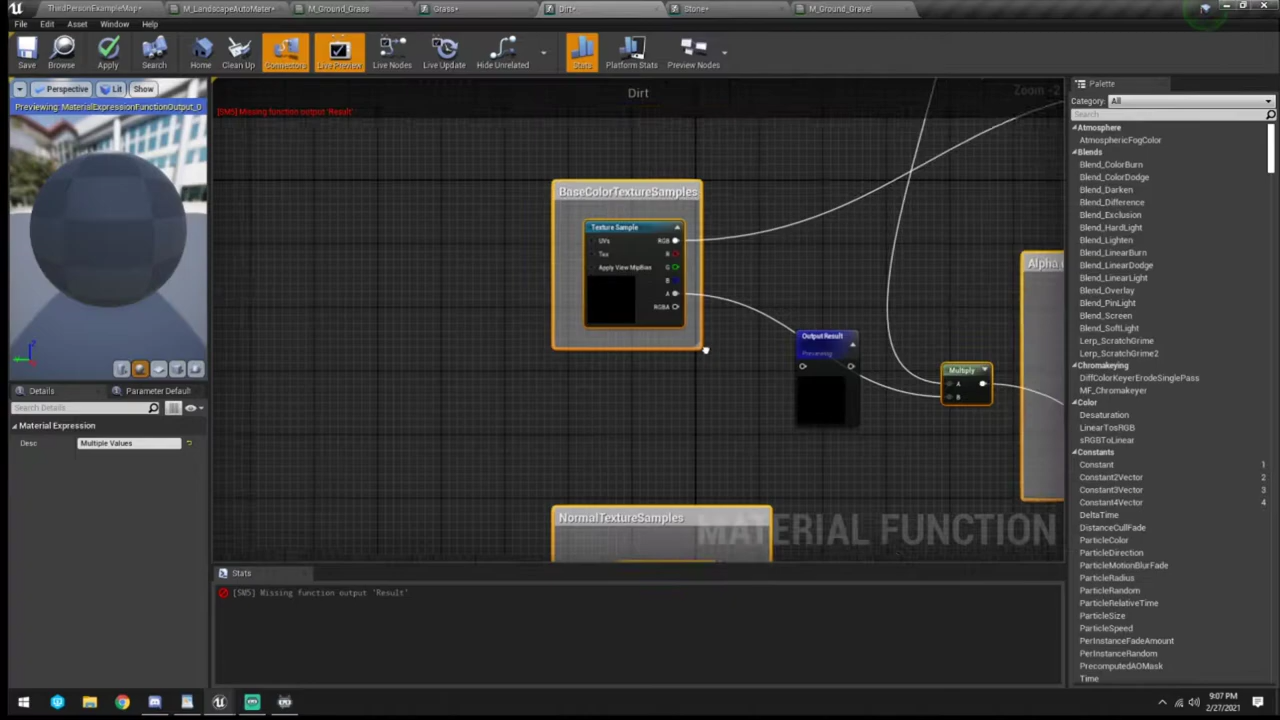 ThirdPersonExampleMap*
M_LandscapeAutoMater*
M_Ground_Grass
Grass*
Dirt*
Stone*
M_Ground_Gravel
File Edit Asset Window Help
Save Browse Apply Search Home Clean Up Connectors Live Preview Live Nodes Live Update Hide Unrelated Stats Platform Stats Preview Nodes
Perspective Lit Show
Previewing: MaterialExpressionFunctionOutput_0
Details
Parameter Default
Search Details
Material Expression
Desc Multiple Values
Dirt
Zoom -2
[SM5] Missing function output 'Result'
BaseColorTextureSamples
Texture Sample
UVs RGB
Tex R
Apply View MipBias G
B
A
RGBA
Output Result
Previewing
Multiply
A
B
Alpha
NormalTextureSamples
MATERIAL FUNCTION
Stats
[SM5] Missing function output 'Result'
Palette
Category: All
Search
Atmosphere
AtmosphericFogColor
Blends
Blend_ColorBurn
Blend_ColorDodge
Blend_Darken
Blend_Difference
Blend_Exclusion
Blend_HardLight
Blend_Lighten
Blend_LinearBurn
Blend_LinearDodge
Blend_LinearLight
Blend_Overlay
Blend_PinLight
Blend_Screen
Blend_SoftLight
Lerp_ScratchGrime
Lerp_ScratchGrime2
Chromakeying
DiffColorKeyerErodeSinglePass
MF_Chromakeyer
Color
Desaturation
LinearTosRGB
sRGBToLinear
Constants
Constant 1
Constant2Vector 2
Constant3Vector 3
Constant4Vector 4
DeltaTime
DistanceCullFade
ParticleColor
ParticleDirection
ParticleMotionBlurFade
ParticleRadius
ParticleRandom
ParticleRelativeTime
ParticleSize
ParticleSpeed
PerInstanceFadeAmount
PerInstanceRandom
PrecomputedAOMask
Time
9:07 PM
2/27/2021